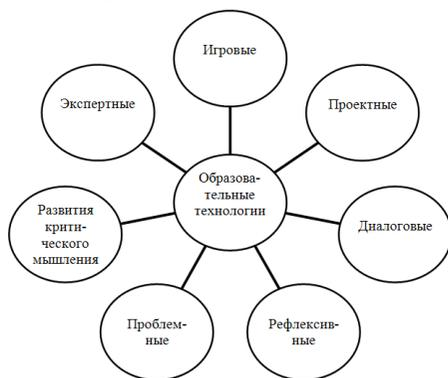 Игровые
Экспертные
Проектные
Образова-
тельные
технологии
Развития
крити-
ческого
мышления
Диалоговые
Проблем-
ные
Рефлексив-
ные